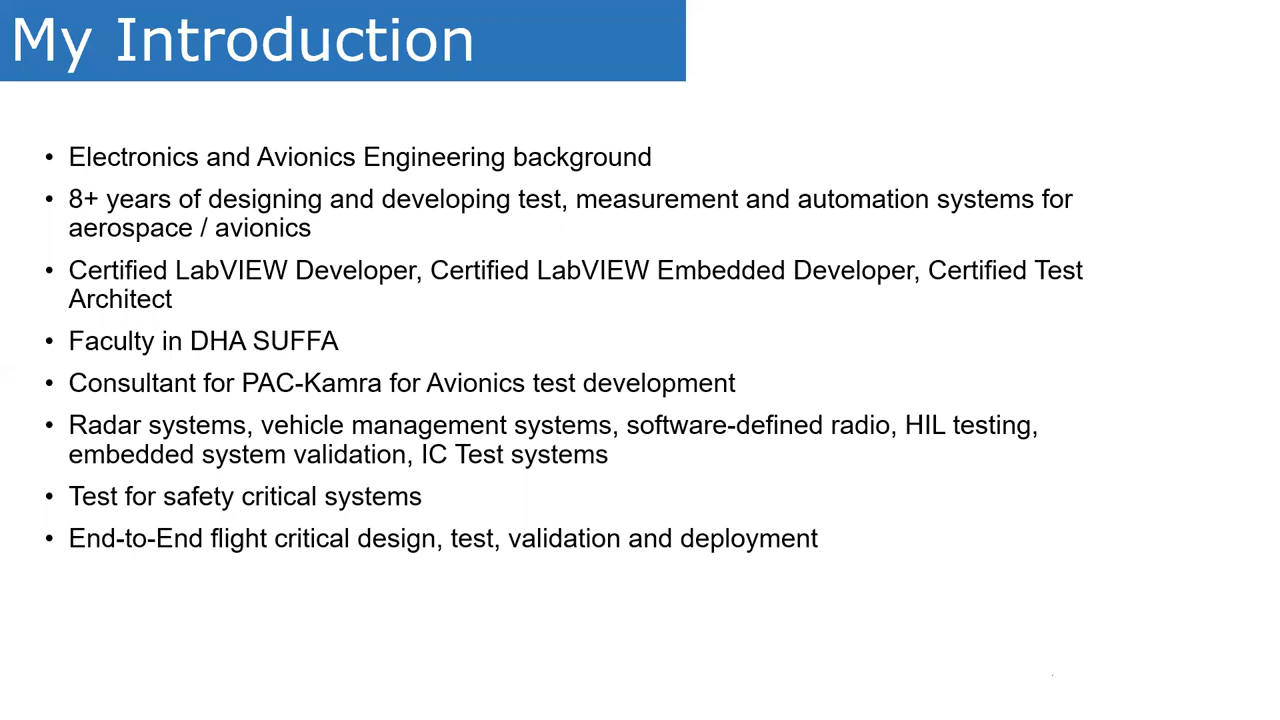 My Introduction
• Electronics and Avionics Engineering background
• 8+ years of designing and developing test, measurement and automation systems for
aerospace / avionics
• Certified LabVIEW Developer, Certified LabVIEW Embedded Developer, Certified Test
Architect
• Faculty in DHA SUFFA
• Consultant for PAC-Kamra for Avionics test development
• Radar systems, vehicle management systems, software-defined radio, HIL testing,
embedded system validation, IC Test systems
• Test for safety critical systems
• End-to-End flight critical design, test, validation and deployment